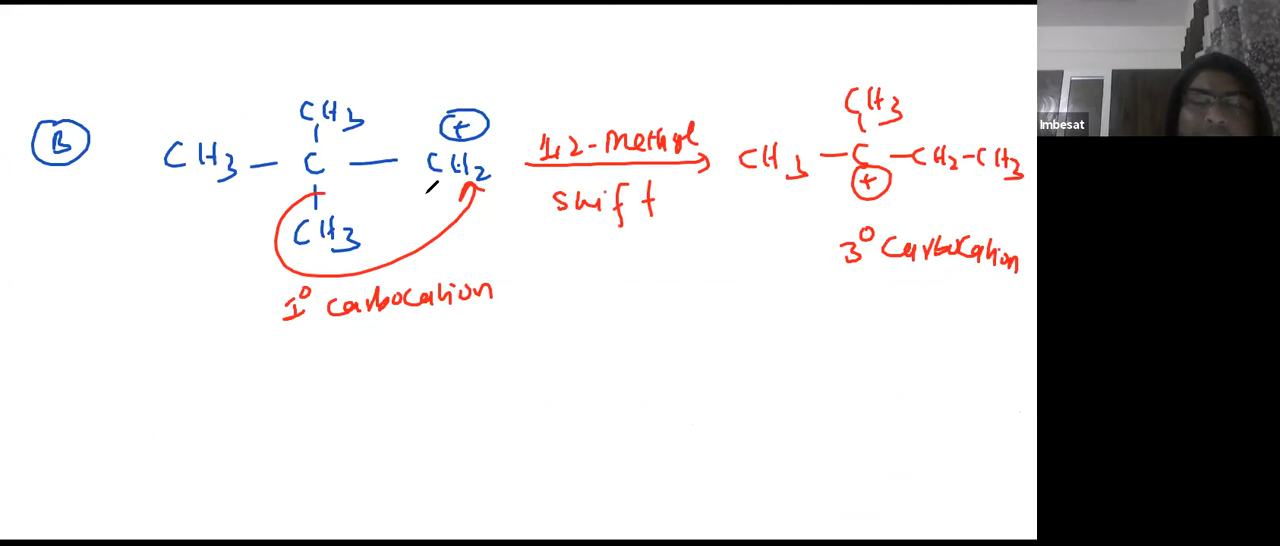 CH3 CH3
(B) CH3 — C — CH2 (+) 1,2-Methyl CH3 — C — CH2 - CH3
CH3 shift (+)
1° carbocation 3° carbocation
Imbesat